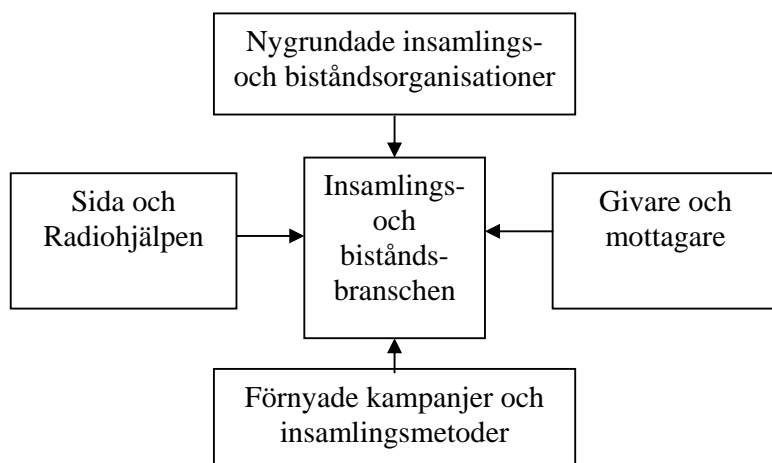 Nygrundade insamlings-
och biståndsorganisationer
Sida och
Radiohjälpen
Insamlings-
och
bistånds-
branschen
Givare och
mottagare
Förnyade kampanjer och
insamlingsmetoder